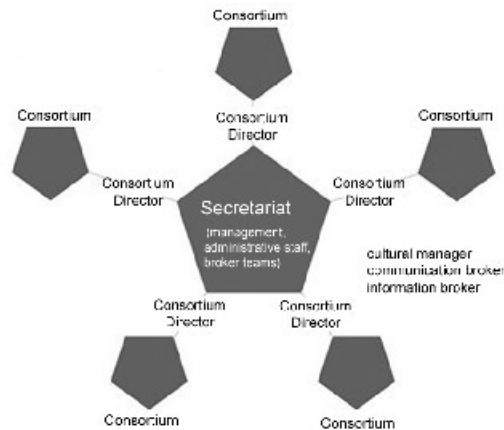 Consortium
Consortium
Director
Consortium
Consortium
Consortium
Director
Consortium
Director
Secretariat
(management,
administrative staff,
broker teams)
cultural manager
communication broker
information broker
Consortium
Director
Consortium
Director
Consortium
Consortium